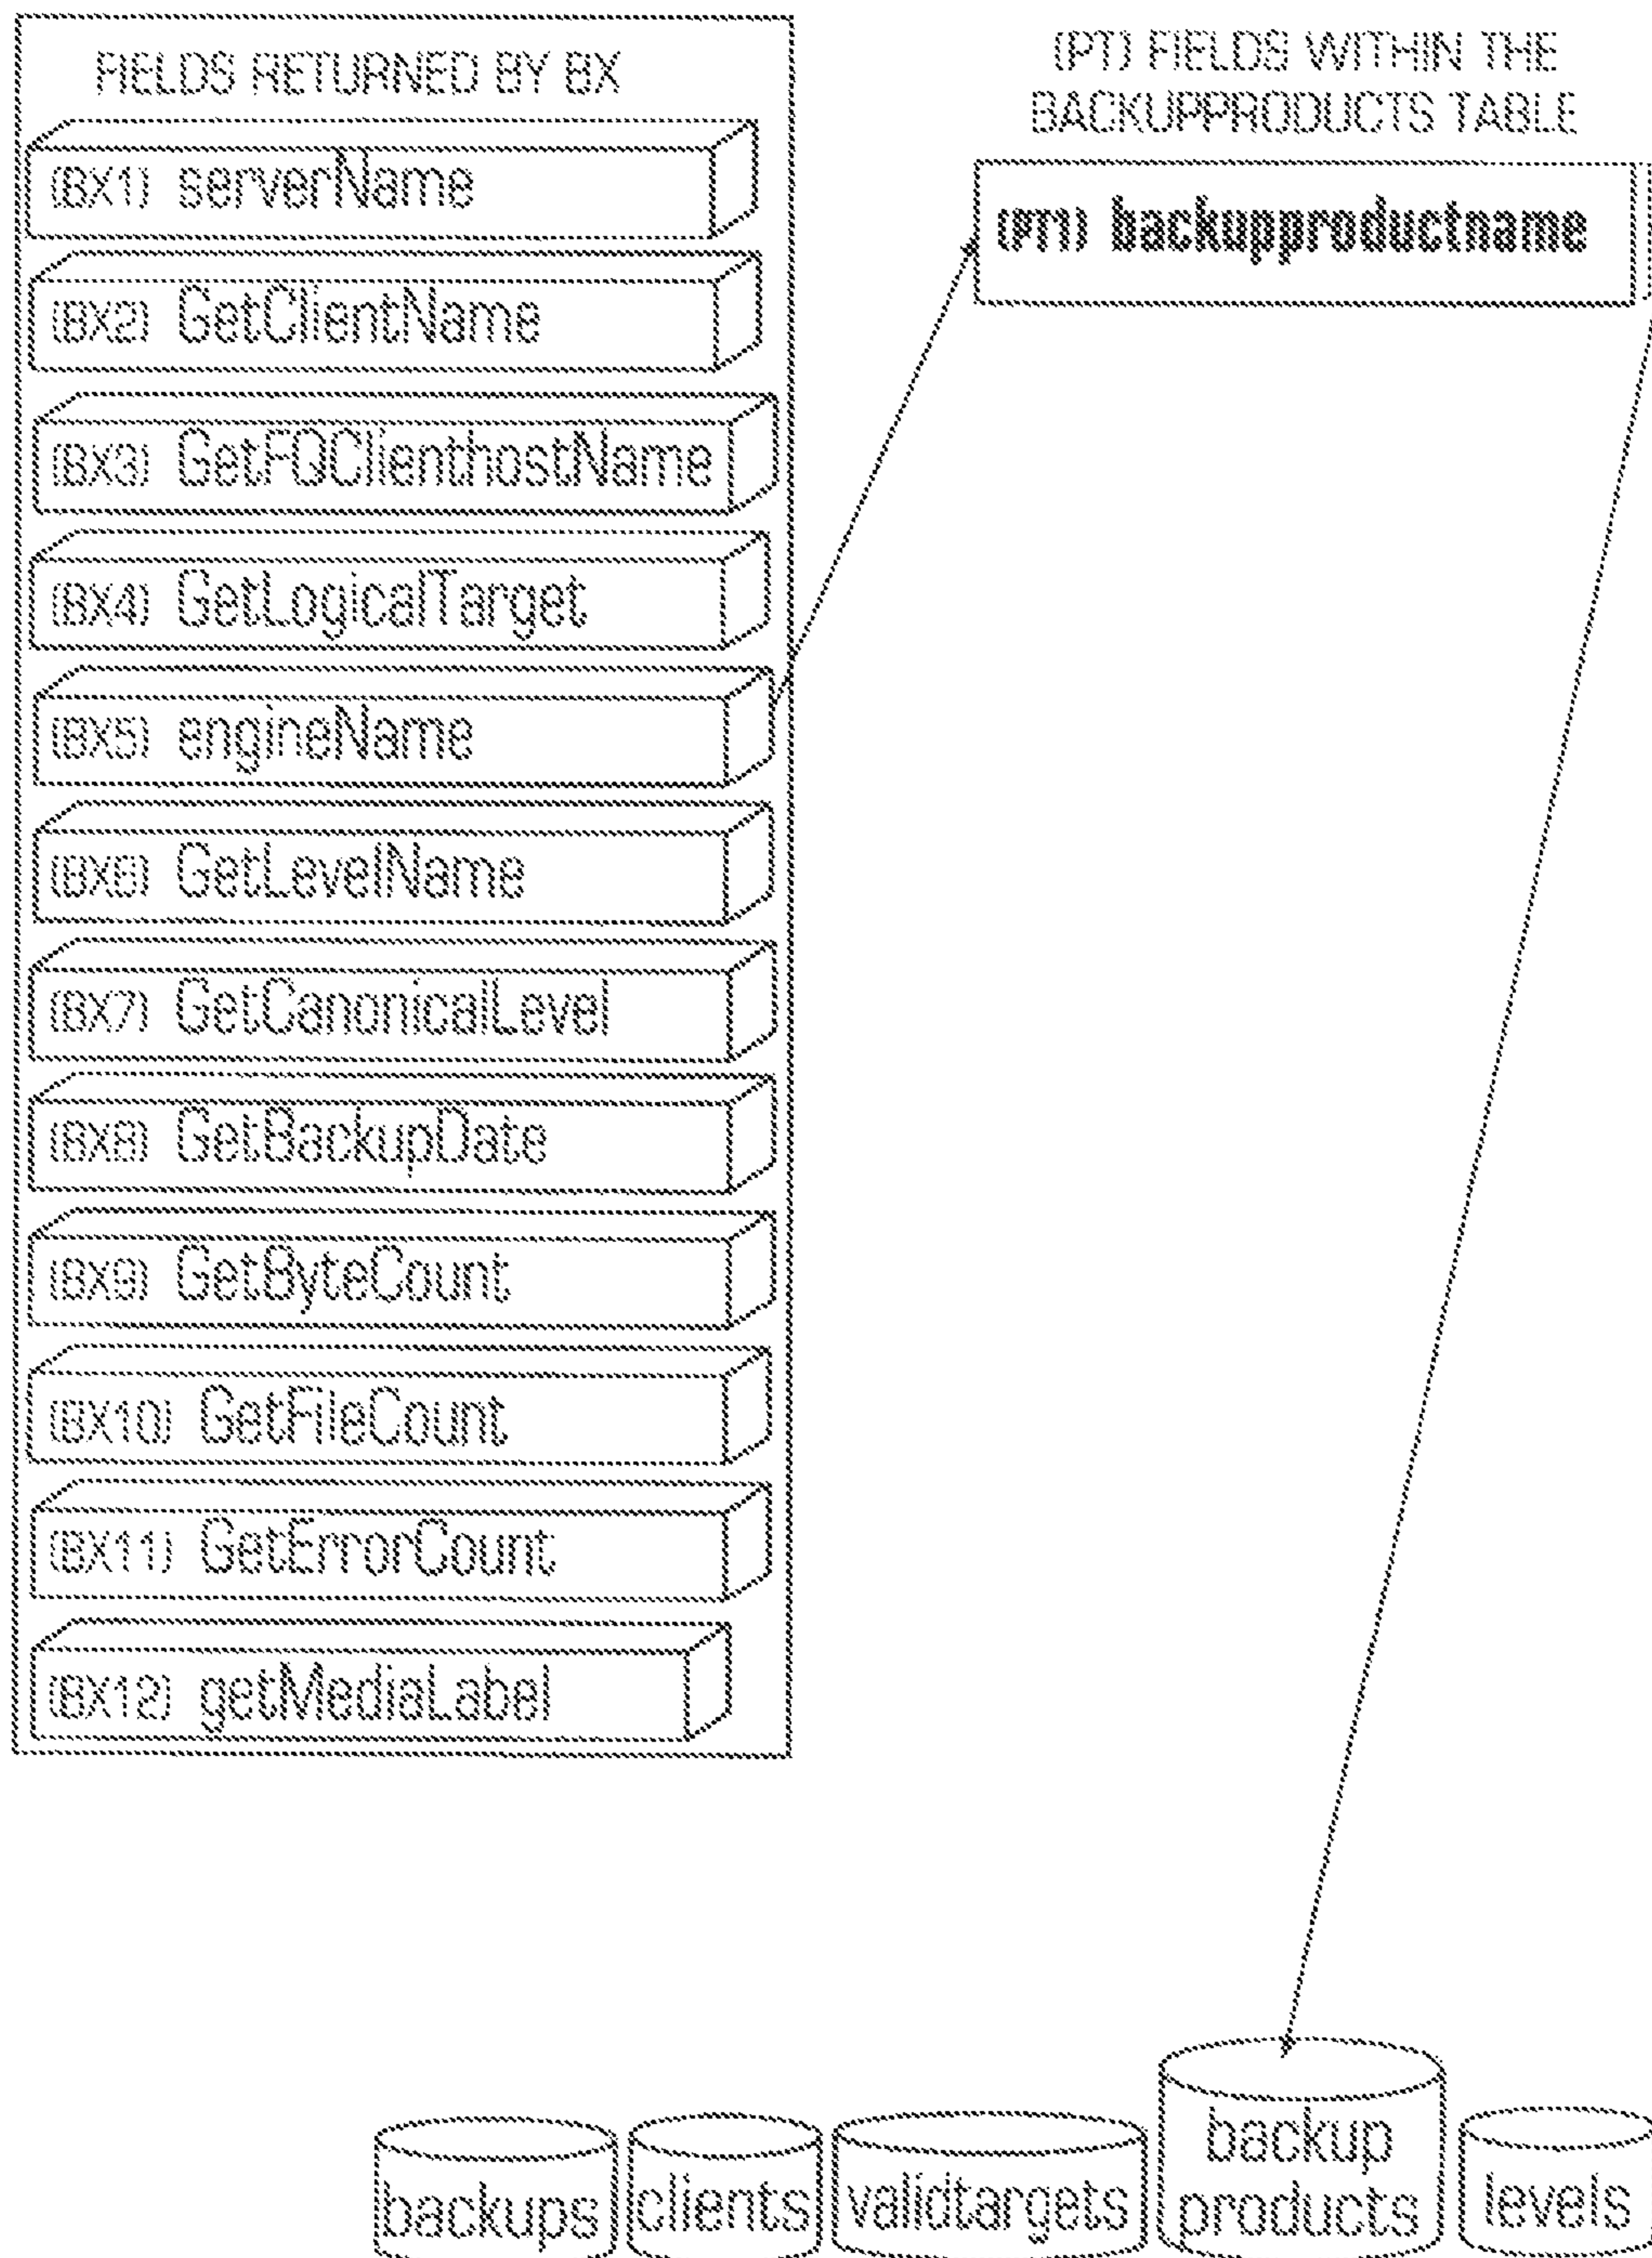 FIELDS RETURNED BY BX
(BX1) serverName
(BX2) GetClientName
(BX3) GetFQClienthostName
(BX4) GetLogicalTarget
(BX5) engineName
(BX6) GetLevelName
(BX7) GetCanonicalLevel
(BX8) GetBackupDate
(BX9) GetByteCount
(BX10) GetFileCount
(BX11) GetErrorCount
(BX12) getMediaLabel
(PT) FIELDS WITHIN THE
BACKUPPRODUCTS TABLE
(PT1) backupproductname
backups
clients
validtargets
backup
products
levels